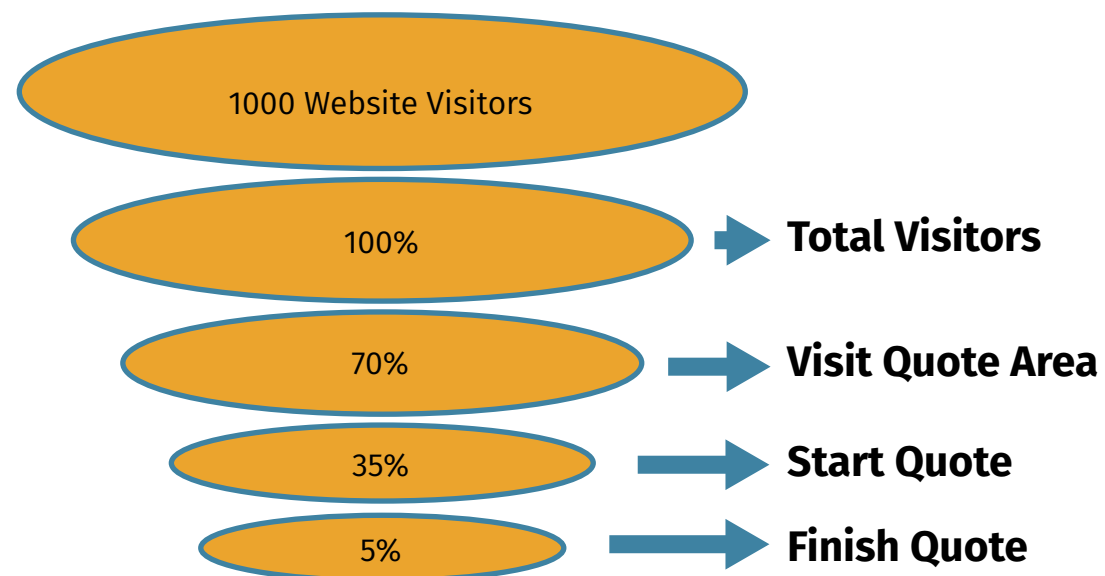 1000 Website Visitors
100%
Total Visitors
70%
Visit Quote Area
35%
Start Quote
5%
Finish Quote